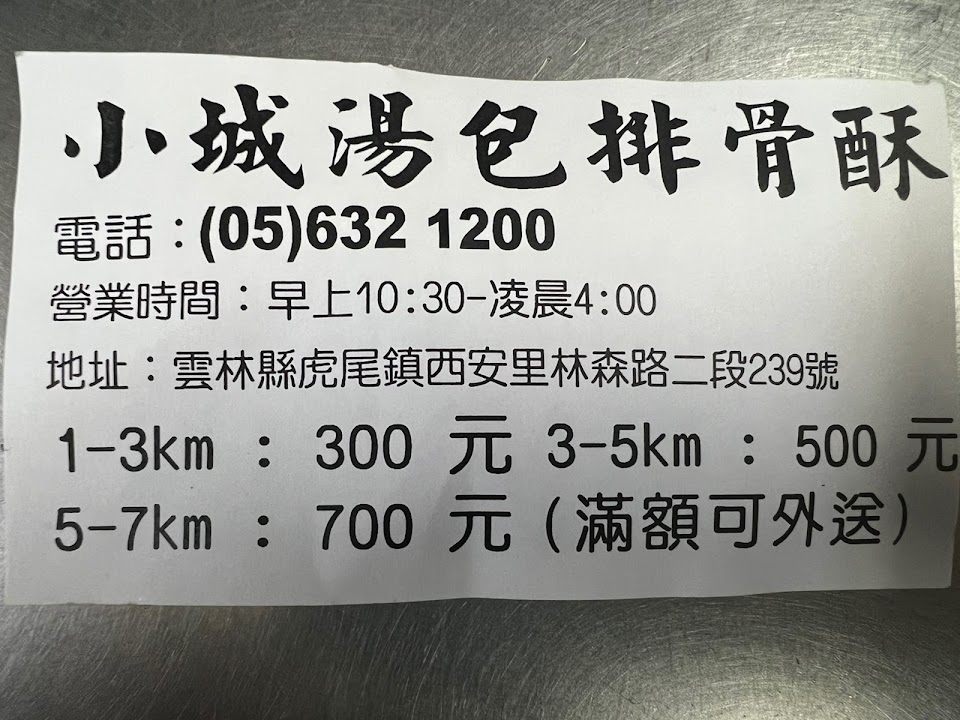 小城湯包排骨酥
電話：(05)632 1200
營業時間：早上10:30-凌晨4:00
地址：雲林縣虎尾鎮西安里林森路二段239號
1-3km : 300 元 3-5km : 500 元
5-7km : 700 元 (滿額可外送)